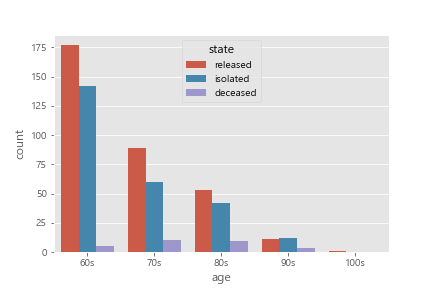 175
150
125
100
75
50
25
0
count
state
released
isolated
deceased
60s 70s 80s 90s 100s
age